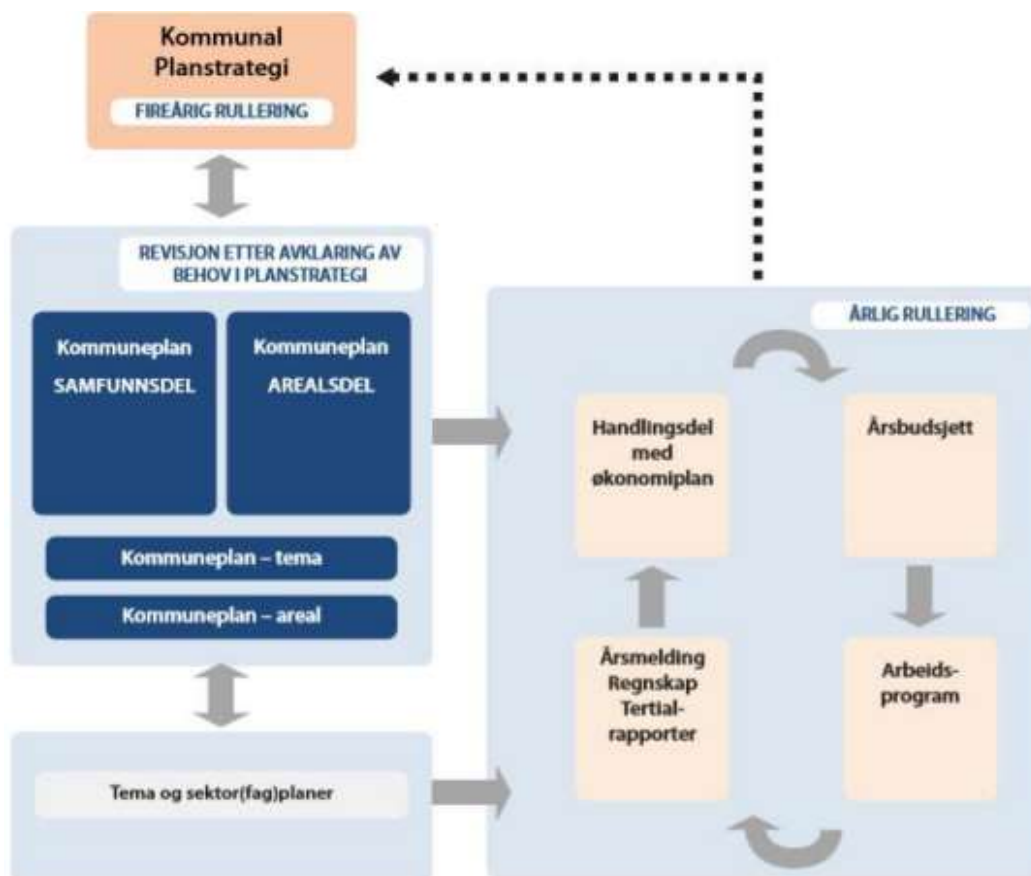 Kommunal
Planstrategi
FIREÅRIG RULLERING
REVISJON ETTER AVKLARING AV
BEHOV I PLANSTRATEGI
Kommuneplan
SAMFUNNSDEL
Kommuneplan
AREALSDEL
Kommuneplan – tema
Kommuneplan – areal
Tema og sektor(fag)planer
ÅRLIG RULLERING
Handlingsdel
med
økonomiplan
Årsbudsjett
Årsmelding
Regnskap
Tertial-
rapporter
Arbeids-
program